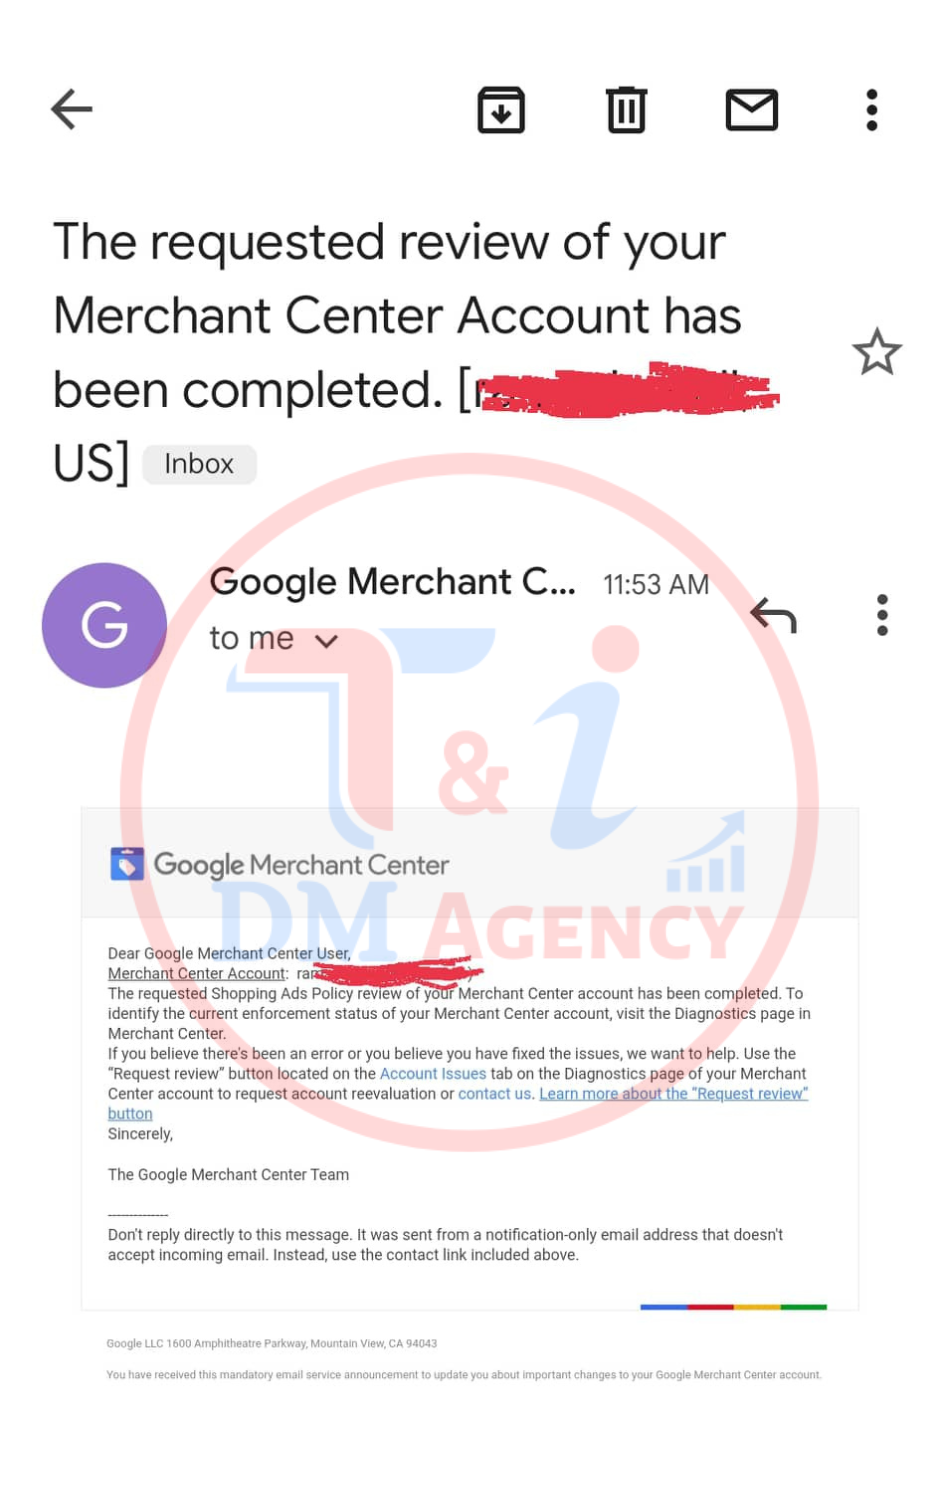 The requested review of your
Merchant Center Account has
been completed. [
US] Inbox
G
Google Merchant C... 11:53 AM
to me
T&i
DM AGENCY
Google Merchant Center
Dear Google Merchant Center User,
Merchant Center Account:
The requested Shopping Ads Policy review of your Merchant Center account has been completed. To
identify the current enforcement status of your Merchant Center account, visit the Diagnostics page in
Merchant Center.
If you believe there's been an error or you believe you have fixed the issues, we want to help. Use the
“Request review” button located on the Account Issues tab on the Diagnostics page of your Merchant
Center account to request account reevaluation or contact us. Learn more about the “Request review”
button
Sincerely,
The Google Merchant Center Team
--------------
Don't reply directly to this message. It was sent from a notification-only email address that doesn't
accept incoming email. Instead, use the contact link included above.
Google LLC 1600 Amphitheatre Parkway, Mountain View, CA 94043
You have received this mandatory email service announcement to update you about important changes to your Google Merchant Center account.